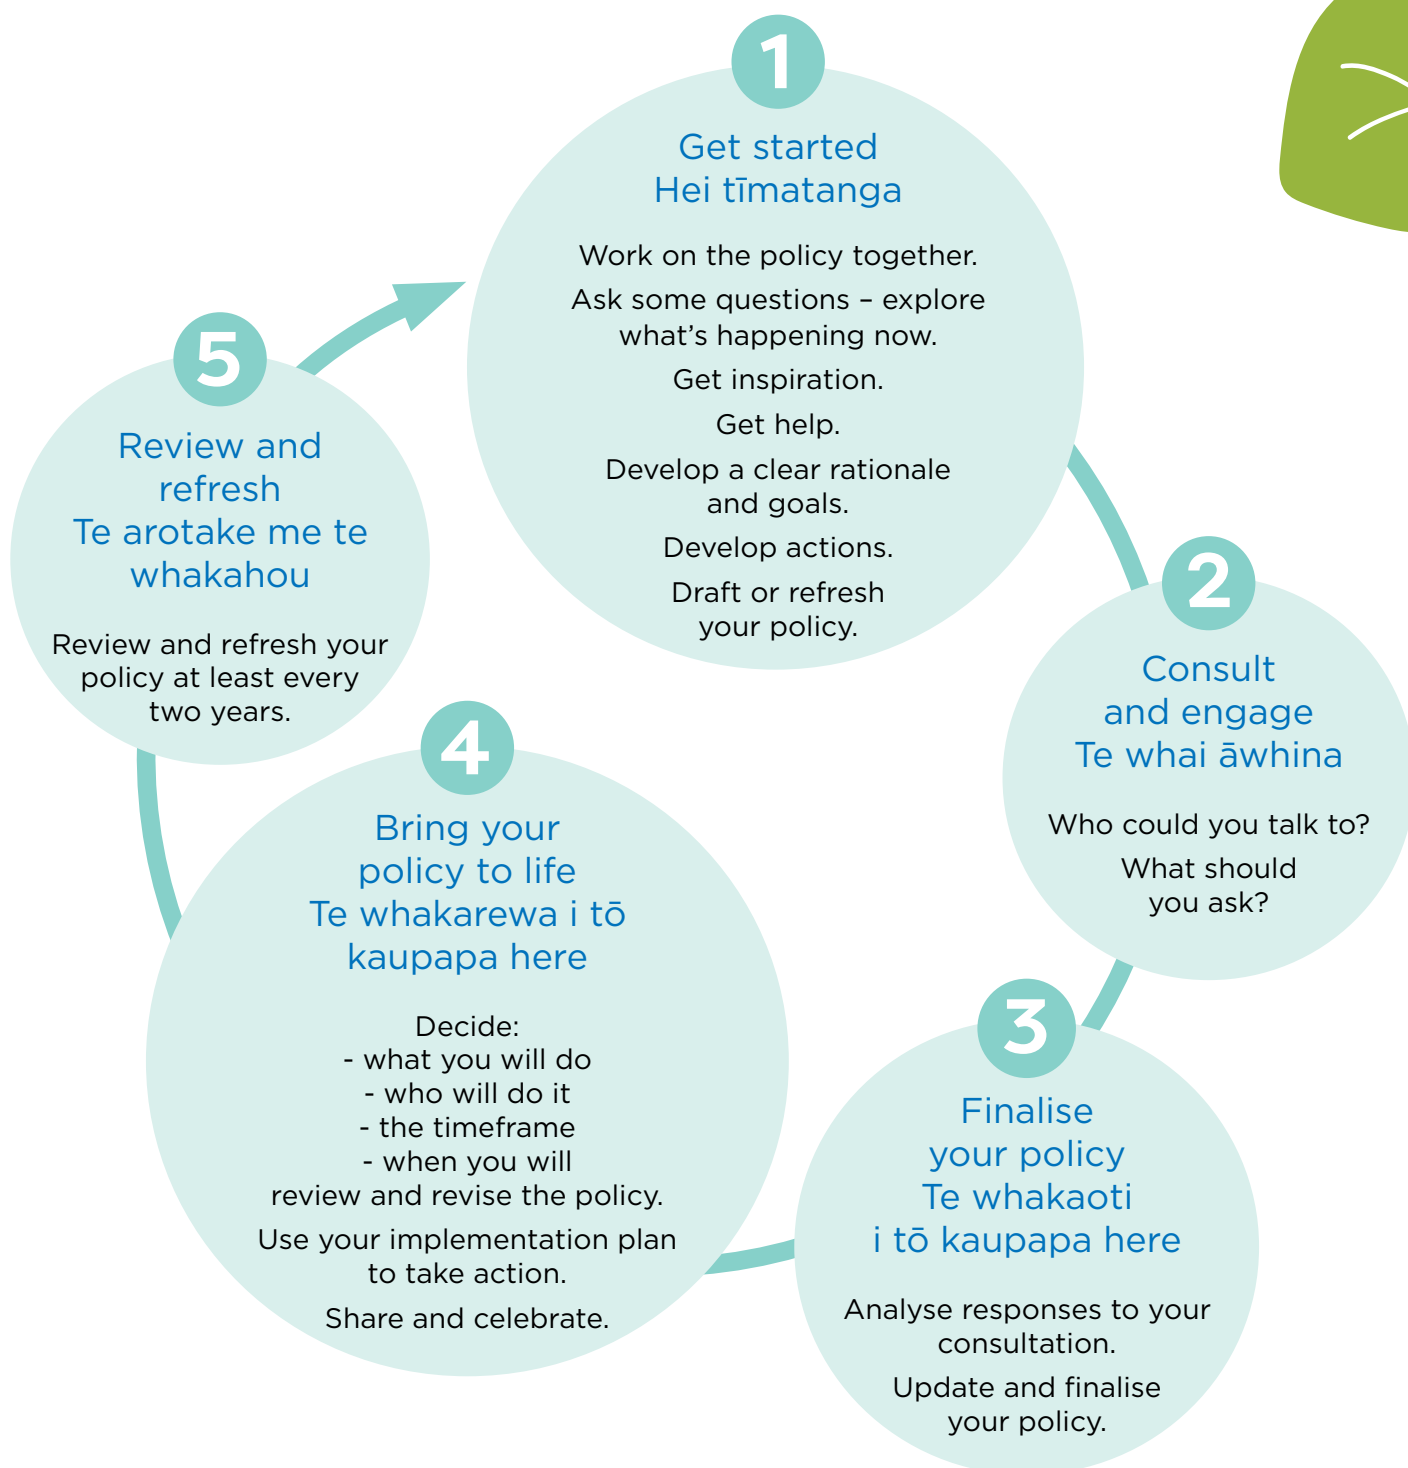 1
Get started
Hei tīmatanga
Work on the policy together.
Ask some questions – explore
what's happening now.
Get inspiration.
Get help.
Develop a clear rationale
and goals.
Develop actions.
Draft or refresh
your policy.
2
Consult
and engage
Te whai āwhina
Who could you talk to?
What should
you ask?
3
Finalise
your policy
Te whakaoti
i tō kaupapa here
Analyse responses to your
consultation.
Update and finalise
your policy.
4
Bring your
policy to life
Te whakarewa i tō
kaupapa here
Decide:
- what you will do
- who will do it
- the timeframe
- when you will
review and revise the policy.
Use your implementation plan
to take action.
Share and celebrate.
5
Review and
refresh
Te arotake me te
whakahou
Review and refresh your
policy at least every
two years.